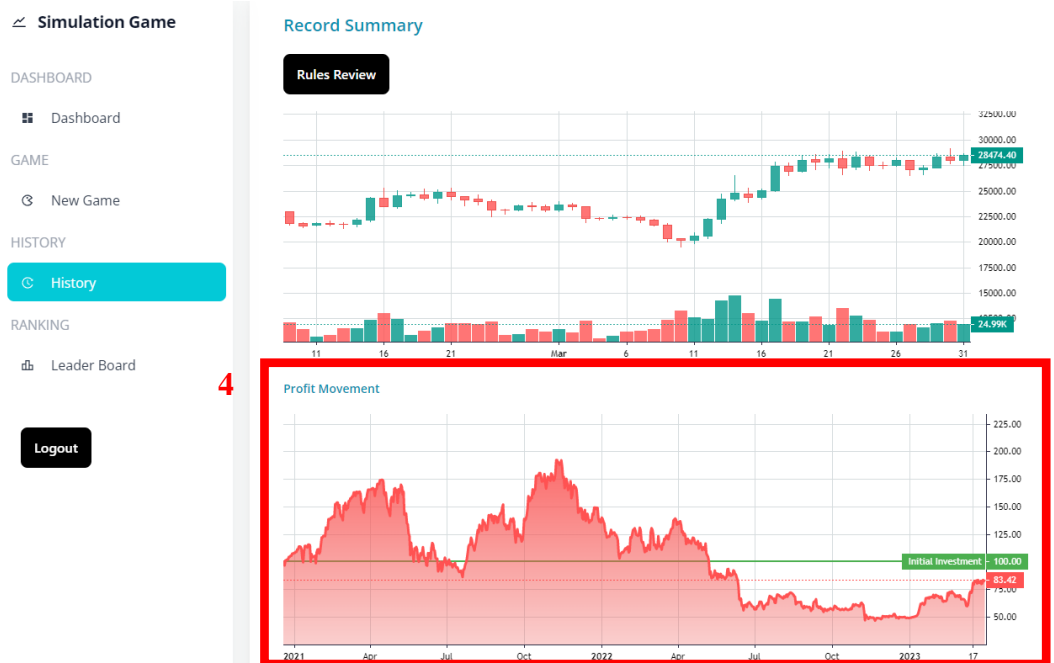 Simulation Game
DASHBOARD
Dashboard
GAME
New Game
HISTORY
History
RANKING
Leader Board
Logout
Record Summary
Rules Review
32500.00
30000.00
28474.40
27500.00
25000.00
22500.00
20000.00
17500.00
15000.00
24.99K
11 16 21 Mar 6 11 16 21 26 31
4
Profit Movement
225.00
200.00
175.00
150.00
125.00
Initial Investment 100.00
83.42
75.00
50.00
2021 Apr Jul Oct 2022 Apr Jul Oct 2023 17